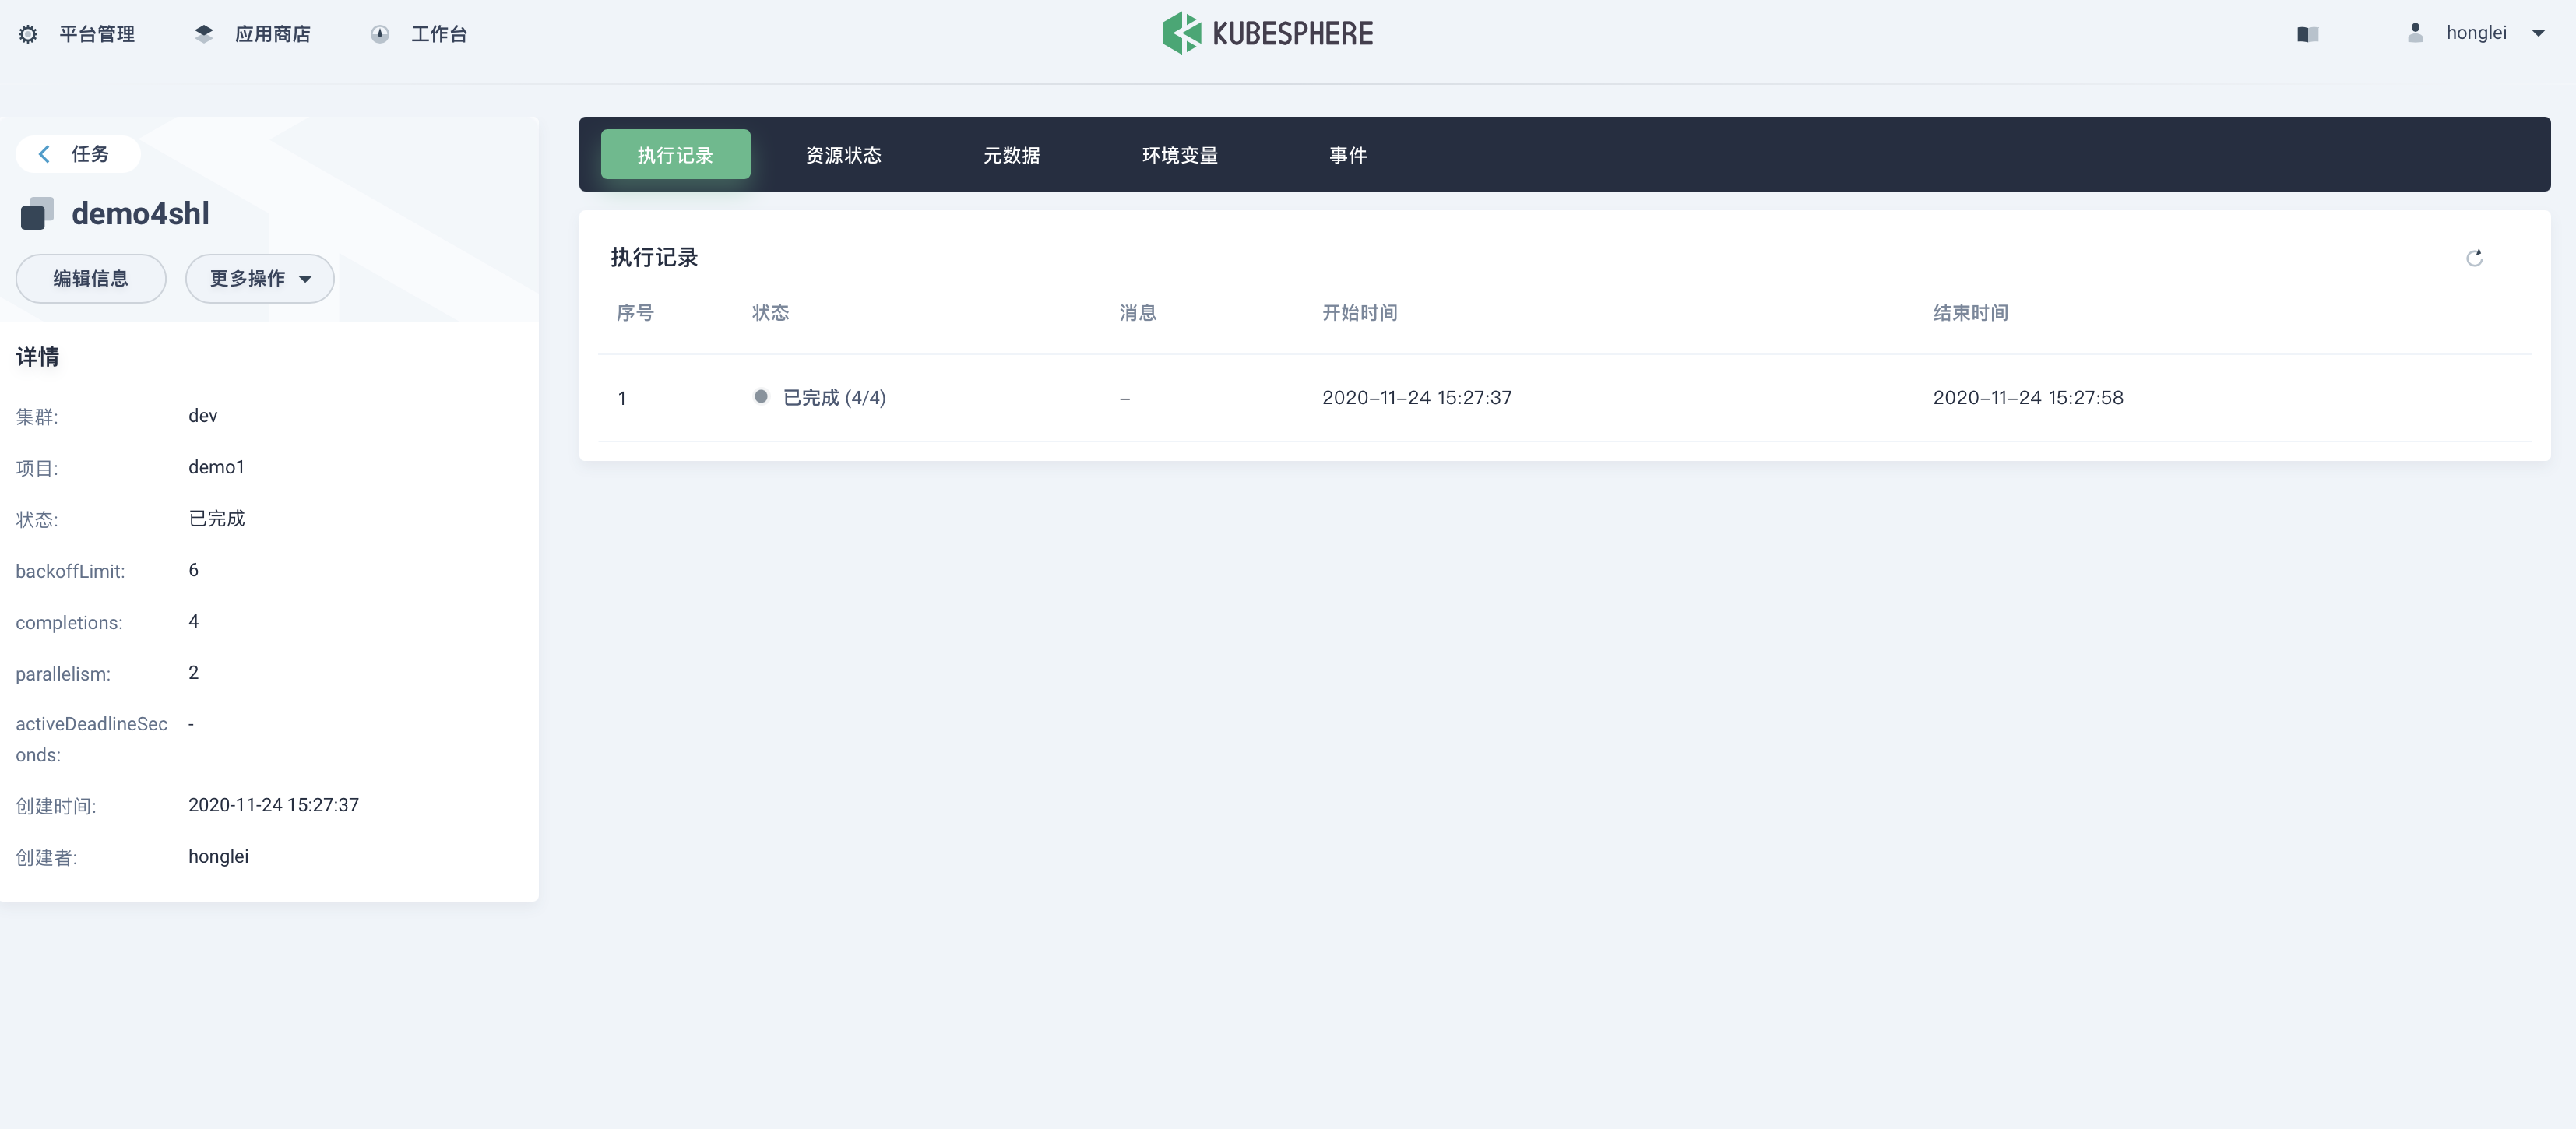 平台管理 应用商店 工作台 KUBESPHERE honglei
任务
demo4shl
编辑信息 更多操作
详情
集群: dev
项目: demo1
状态: 已完成
backoffLimit: 6
completions: 4
parallelism: 2
activeDeadlineSec -
onds:
创建时间: 2020-11-24 15:27:37
创建者: honglei
执行记录 资源状态 元数据 环境变量 事件
执行记录
序号 状态 消息 开始时间 结束时间
1 已完成 (4/4) – 2020–11–24 15:27:37 2020–11–24 15:27:58